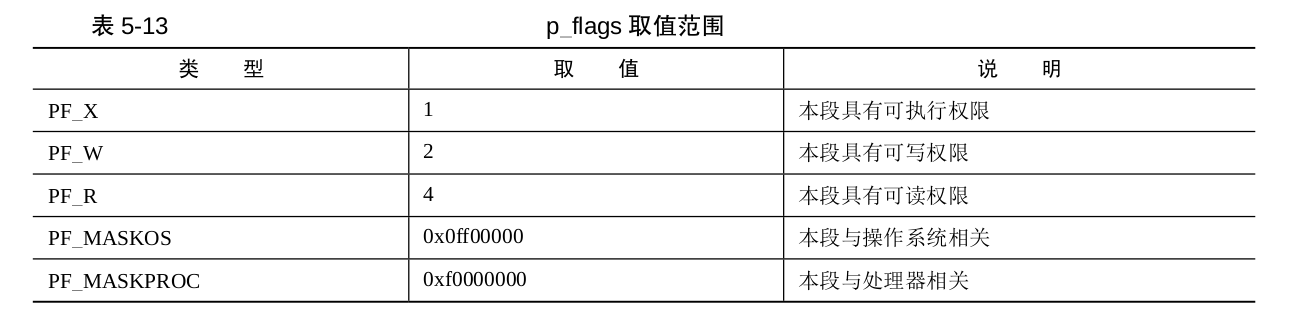 表 5-13 p_flags 取值范围
类 型 取 值 说 明
PF_X 1 本段具有可执行权限
PF_W 2 本段具有可写权限
PF_R 4 本段具有可读权限
PF_MASKOS 0x0ff00000 本段与操作系统相关
PF_MASKPROC 0xf0000000 本段与处理器相关